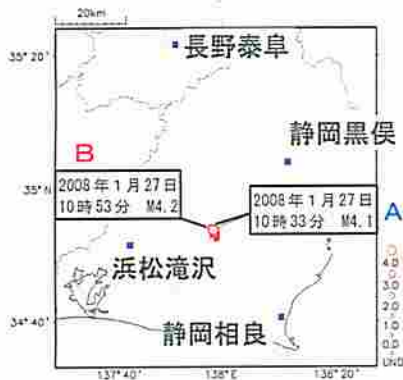 20km
35°20'
長野泰阜
静岡黒俣
B
2008年1月27日
10時53分 M4.2
2008年1月27日
10時33分 M4.1
A
35°N
浜松滝沢
4.0
3.0
2.0
1.0
0.0
UND
34°40'
静岡相良
137°40'
138°E
136°20'